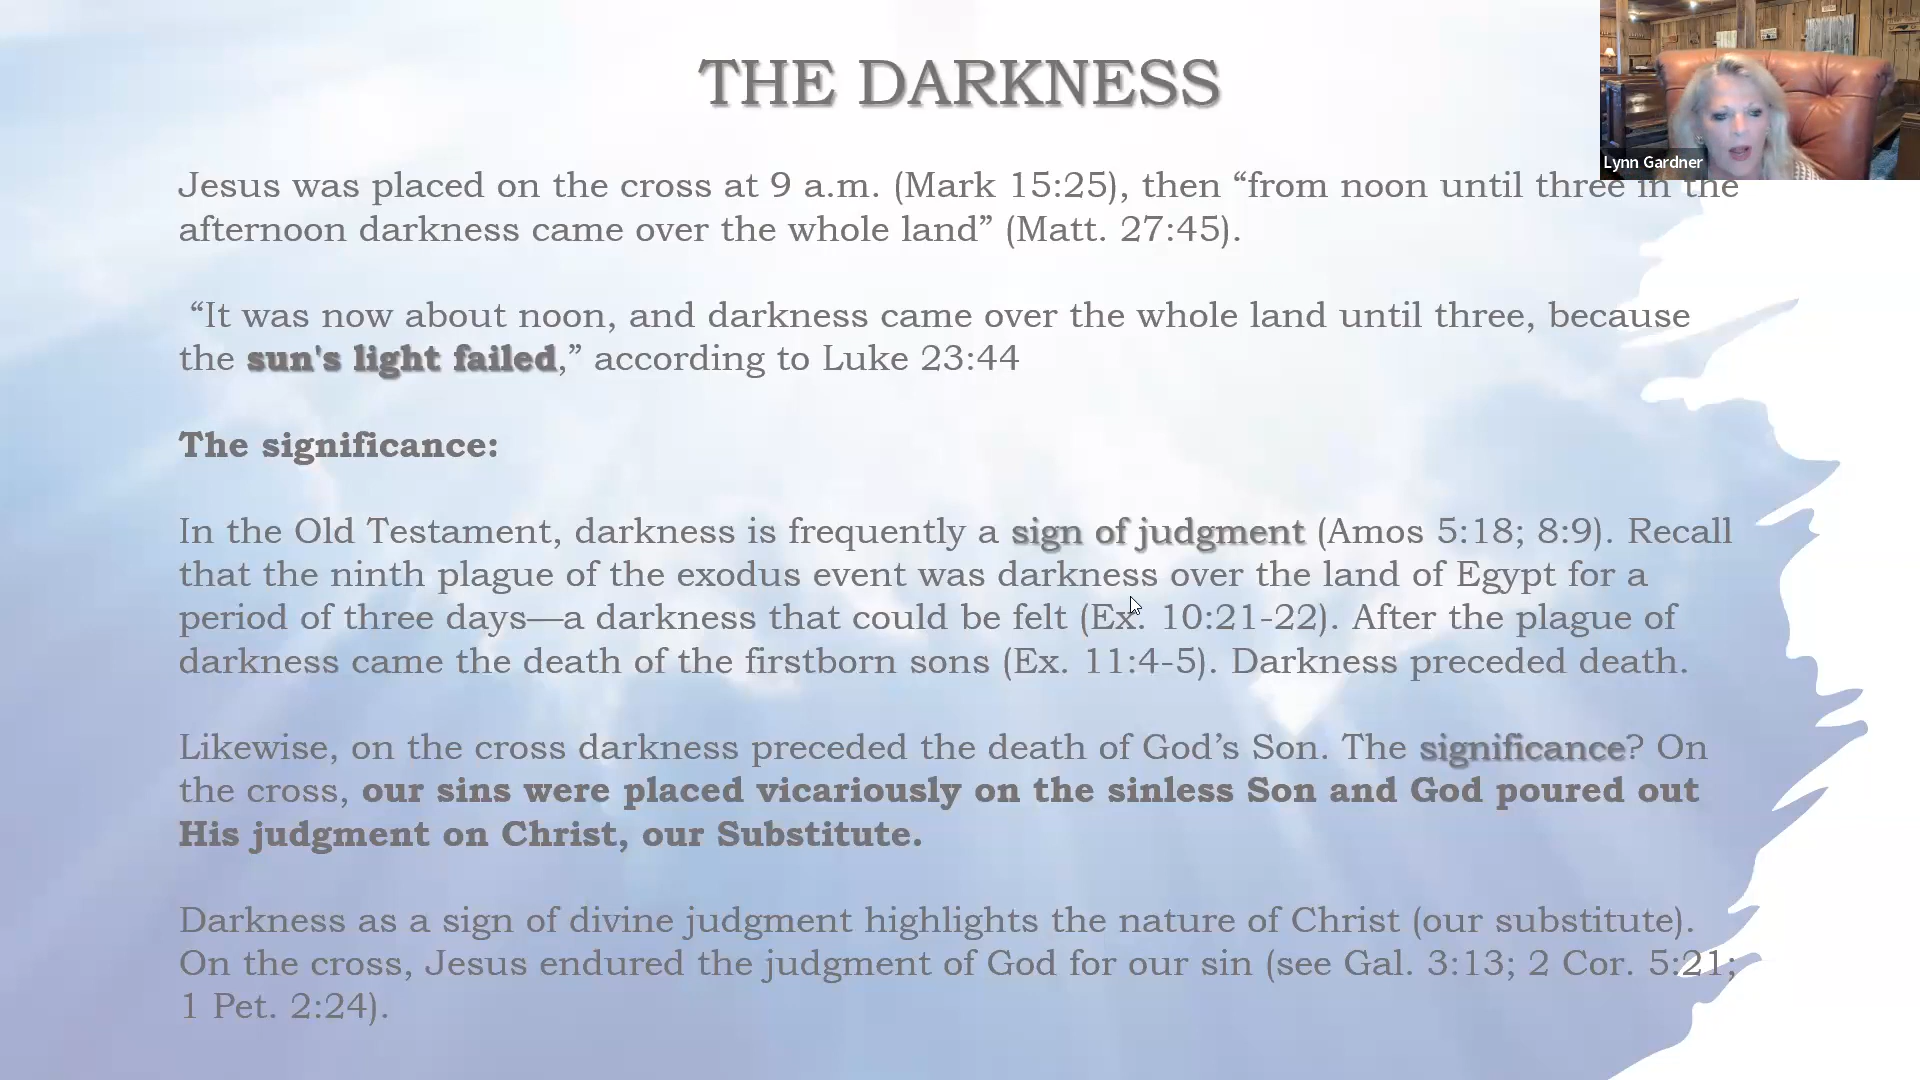 THE DARKNESS
Lynn Gardner
Jesus was placed on the cross at 9 a.m. (Mark 15:25), then “from noon until three in the
afternoon darkness came over the whole land” (Matt. 27:45).
“It was now about noon, and darkness came over the whole land until three, because
the sun's light failed,” according to Luke 23:44
The significance:
In the Old Testament, darkness is frequently a sign of judgment (Amos 5:18; 8:9). Recall
that the ninth plague of the exodus event was darkness over the land of Egypt for a
period of three days—a darkness that could be felt (Ex. 10:21-22). After the plague of
darkness came the death of the firstborn sons (Ex. 11:4-5). Darkness preceded death.
Likewise, on the cross darkness preceded the death of God’s Son. The significance? On
the cross, our sins were placed vicariously on the sinless Son and God poured out
His judgment on Christ, our Substitute.
Darkness as a sign of divine judgment highlights the nature of Christ (our substitute).
On the cross, Jesus endured the judgment of God for our sin (see Gal. 3:13; 2 Cor. 5:21;
1 Pet. 2:24).